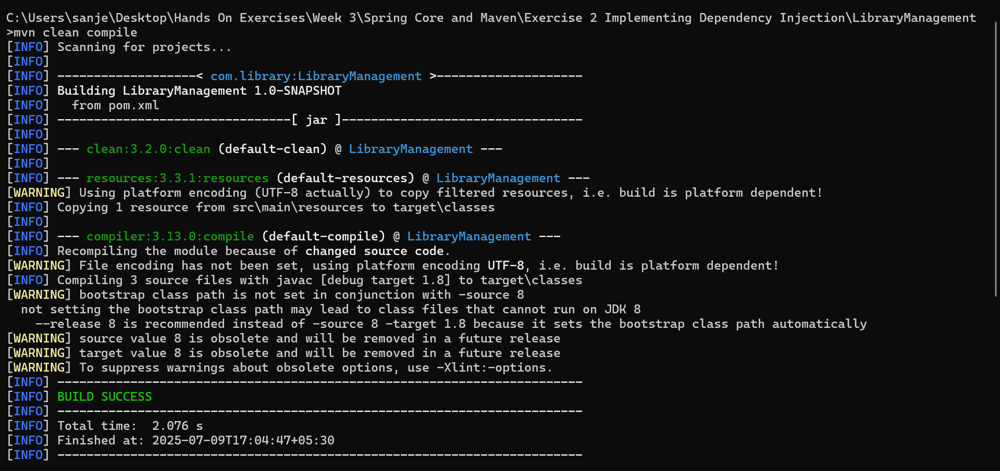 C:\Users\sanje\Desktop\Hands On Exercises\Week 3\Spring Core and Maven\Exercise 2 Implementing Dependency Injection\LibraryManagement
>mvn clean compile
[INFO] Scanning for projects...
[INFO]
[INFO] -------------------< com.library:LibraryManagement >--------------------
[INFO] Building LibraryManagement 1.0-SNAPSHOT
[INFO]   from pom.xml
[INFO] --------------------------------[ jar ]---------------------------------
[INFO]
[INFO] --- clean:3.2.0:clean (default-clean) @ LibraryManagement ---
[INFO]
[INFO] --- resources:3.3.1:resources (default-resources) @ LibraryManagement ---
[WARNING] Using platform encoding (UTF-8 actually) to copy filtered resources, i.e. build is platform dependent!
[INFO] Copying 1 resource from src\main\resources to target\classes
[INFO]
[INFO] --- compiler:3.13.0:compile (default-compile) @ LibraryManagement ---
[INFO] Recompiling the module because of changed source code.
[WARNING] File encoding has not been set, using platform encoding UTF-8, i.e. build is platform dependent!
[INFO] Compiling 3 source files with javac [debug target 1.8] to target\classes
[WARNING] bootstrap class path is not set in conjunction with -source 8
  not setting the bootstrap class path may lead to class files that cannot run on JDK 8
    --release 8 is recommended instead of -source 8 -target 1.8 because it sets the bootstrap class path automatically
[WARNING] source value 8 is obsolete and will be removed in a future release
[WARNING] target value 8 is obsolete and will be removed in a future release
[WARNING] To suppress warnings about obsolete options, use -Xlint:-options.
[INFO] ------------------------------------------------------------------------
[INFO] BUILD SUCCESS
[INFO] ------------------------------------------------------------------------
[INFO] Total time:  2.076 s
[INFO] Finished at: 2025-07-09T17:04:47+05:30
[INFO] ------------------------------------------------------------------------